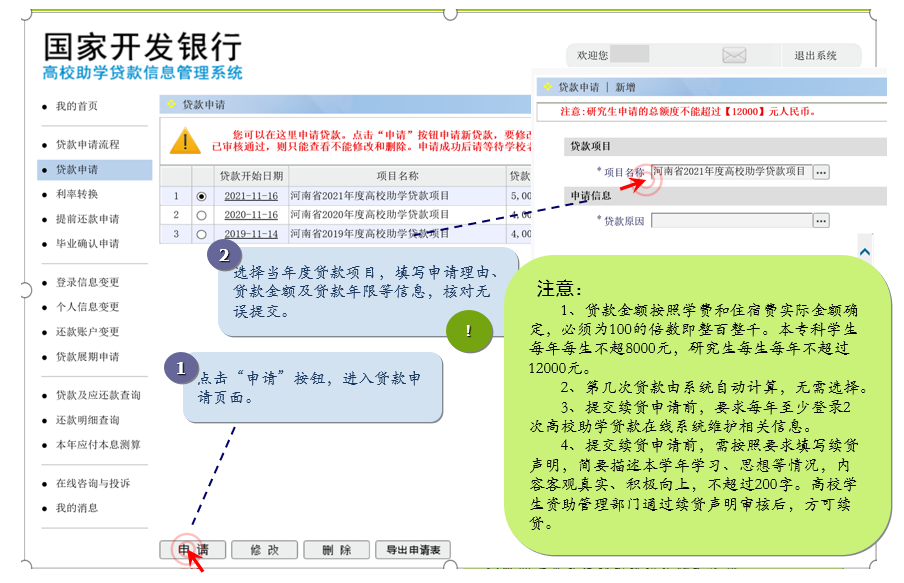 国家开发银行
高校助学贷款信息管理系统
欢迎您
退出系统
我的首页
贷款申请流程
贷款申请
利率转换
提前还款申请
毕业确认申请
登录信息变更
个人信息变更
还款账户变更
贷款展期申请
贷款及应还款查询
还款明细查询
本年应付本息测算
在线咨询与投诉
我的消息
贷款申请
您可以在这里申请贷款。点击“申请”按钮申请新贷款，要修改
已审核通过，则只能查看不能修改和删除。申请成功后请等待学校老
贷款开始日期 项目名称 贷款
1 2021-11-16 河南省2021年度高校助学贷款项目 5,00
2 2020-11-16 河南省2020年度高校助学贷款项目 4,00
3 2019-11-14 河南省2019年度高校助学贷款项目 4,00
贷款申请 | 新增
注意:研究生申请的总额度不能超过【12000】元人民币。
贷款项目
*项目名称 河南省2021年度高校助学贷款项目 ...
申请信息
*贷款原因 ...
2
选择当年度贷款项目，填写申请理由、
贷款金额及贷款年限等信息，核对无
误提交。
!
1
点击“申请”按钮，进入贷款申
请页面。
注意：
1、贷款金额按照学费和住宿费实际金额确
定，必须为100的倍数即整百整千。本专科学生
每年每生不超8000元，研究生每生每年不超过
12000元。
2、第几次贷款由系统自动计算，无需选择。
3、提交续贷申请前，要求每年至少登录2
次高校助学贷款在线系统维护相关信息。
4、提交续贷申请前，需按照要求填写续贷
声明，简要描述本学年学习、思想等情况，内
容客观真实、积极向上，不超过200字。高校学
生资助管理部门通过续贷声明审核后，方可续
贷。
申请 修改 删除 导出申请表